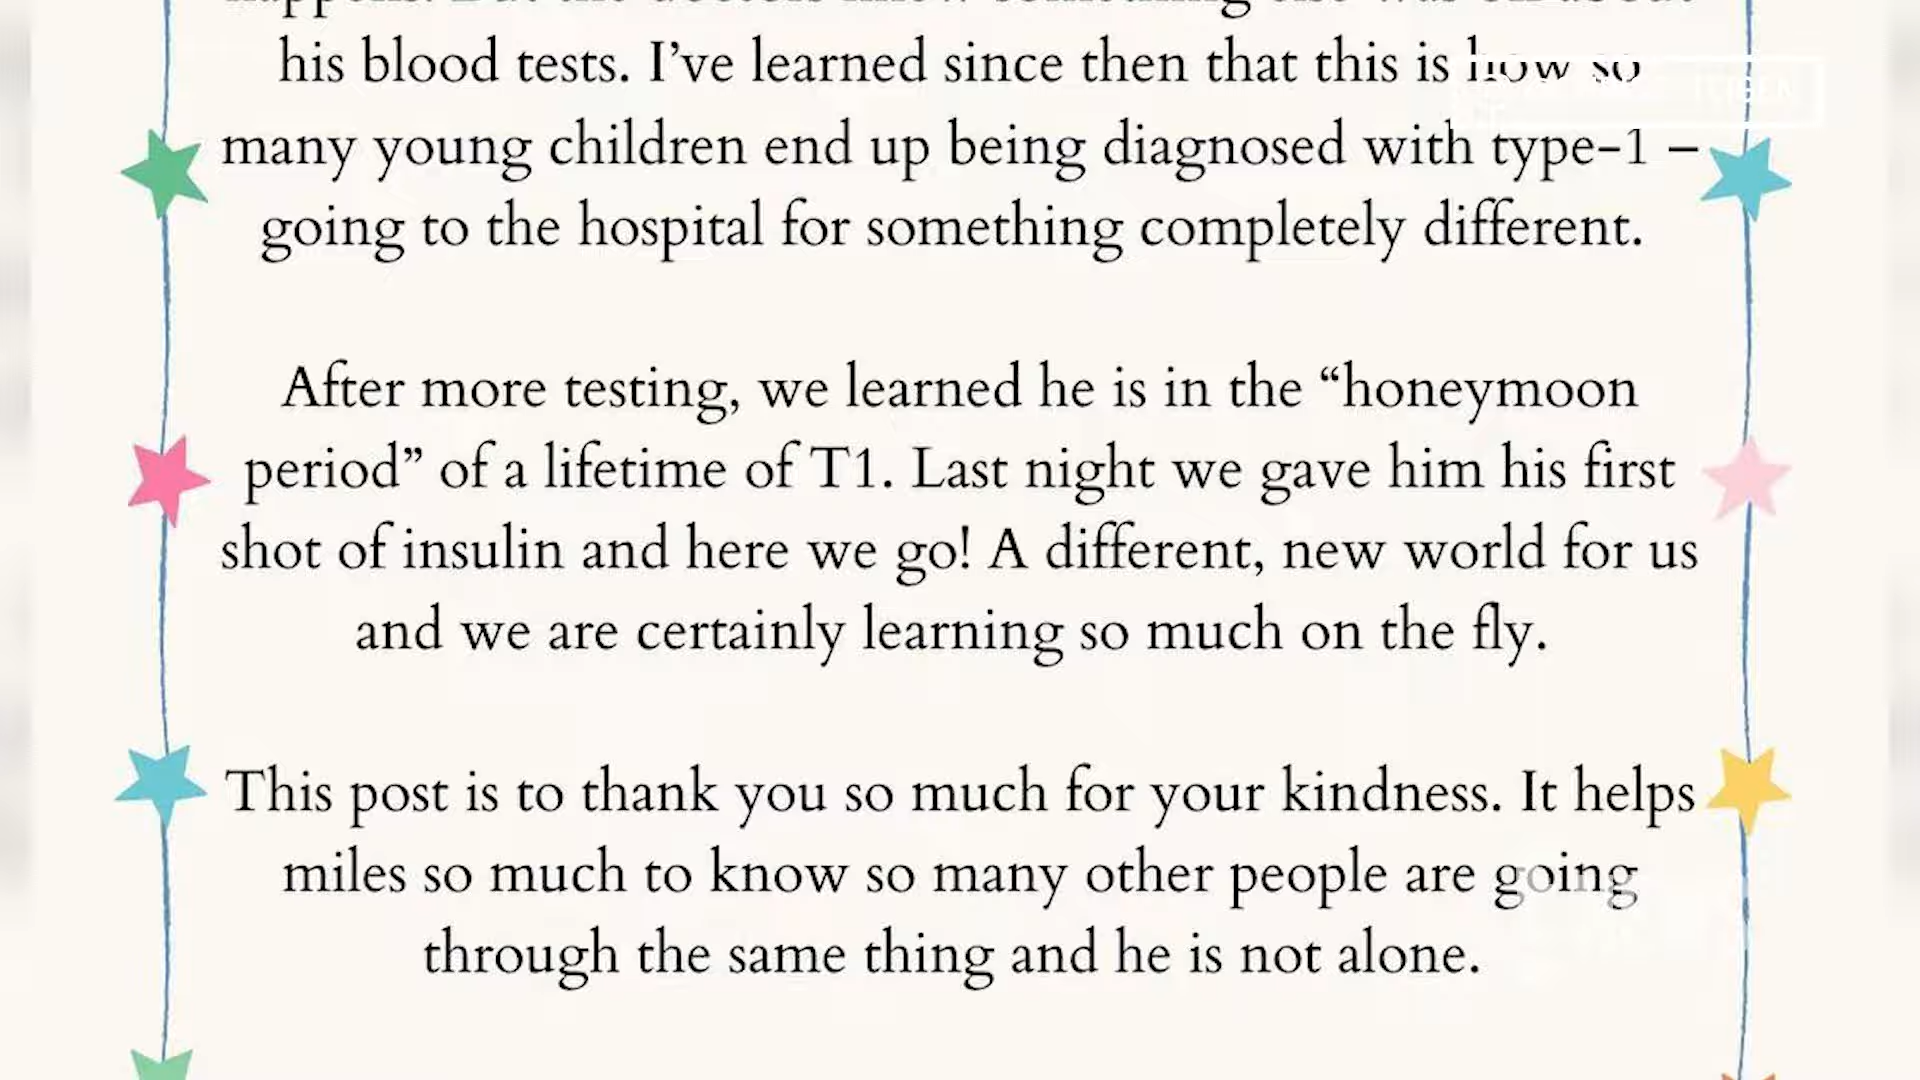 his blood tests. I’ve learned since then that this is how so
many young children end up being diagnosed with type-1 –
going to the hospital for something completely different.
After more testing, we learned he is in the “honeymoon
period” of a lifetime of T1. Last night we gave him his first
shot of insulin and here we go! A different, new world for us
and we are certainly learning so much on the fly.
This post is to thank you so much for your kindness. It helps
miles so much to know so many other people are going
through the same thing and he is not alone.